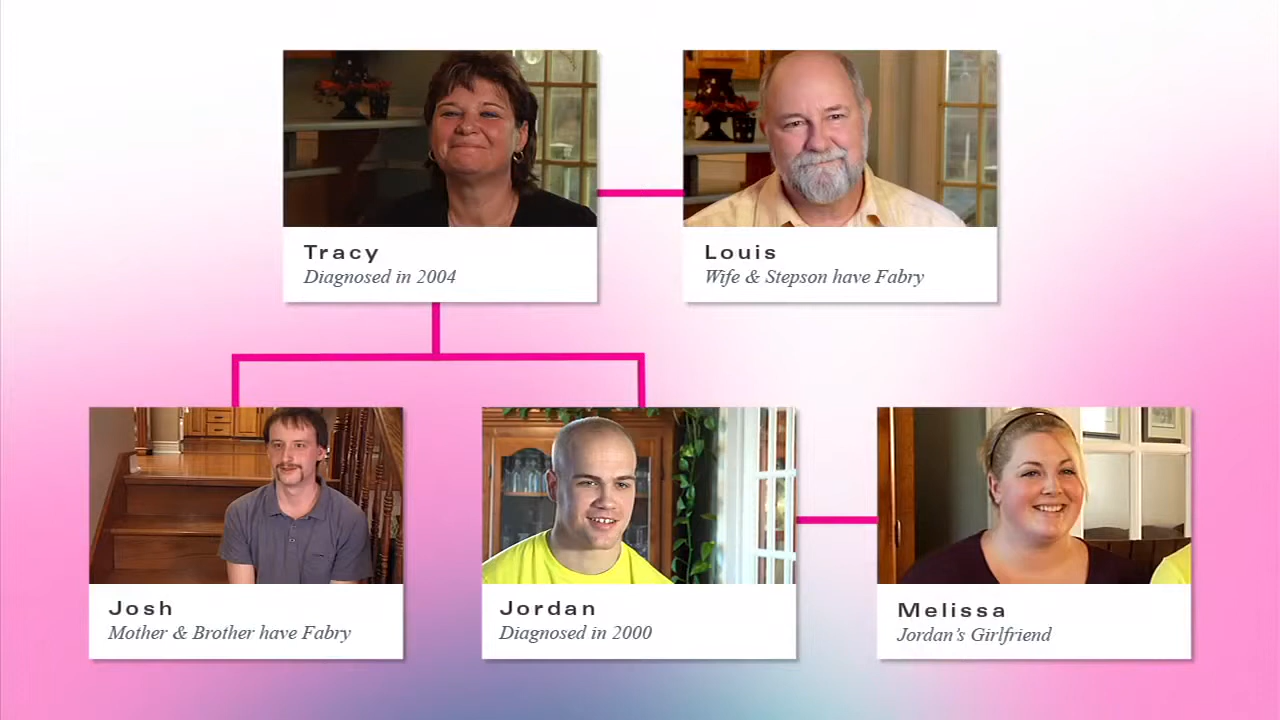 Tracy
Diagnosed in 2004
Louis
Wife & Stepson have Fabry
Josh
Mother & Brother have Fabry
Jordan
Diagnosed in 2000
Melissa
Jordan's Girlfriend